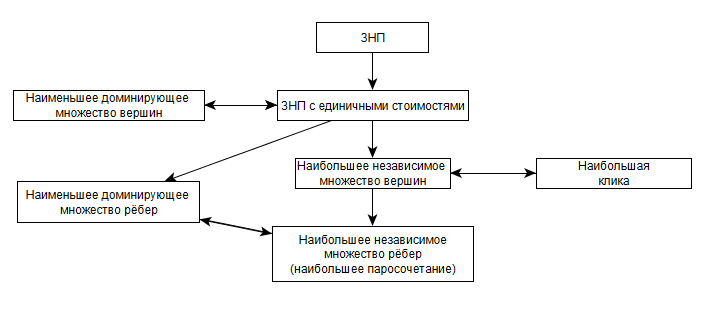 ЗНП
Наименьшее доминирующее
множество вершин
ЗНП с единичными стоимостями
Наибольшее независимое
множество вершин
Наибольшая
клика
Наименьшее доминирующее
множество рёбер
Наибольшее независимое
множество рёбер
(наибольшее паросочетание)